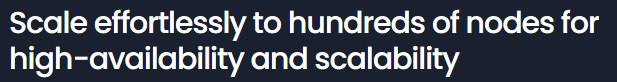 Scale effortlessly to hundreds of nodes for
high-availability and scalability